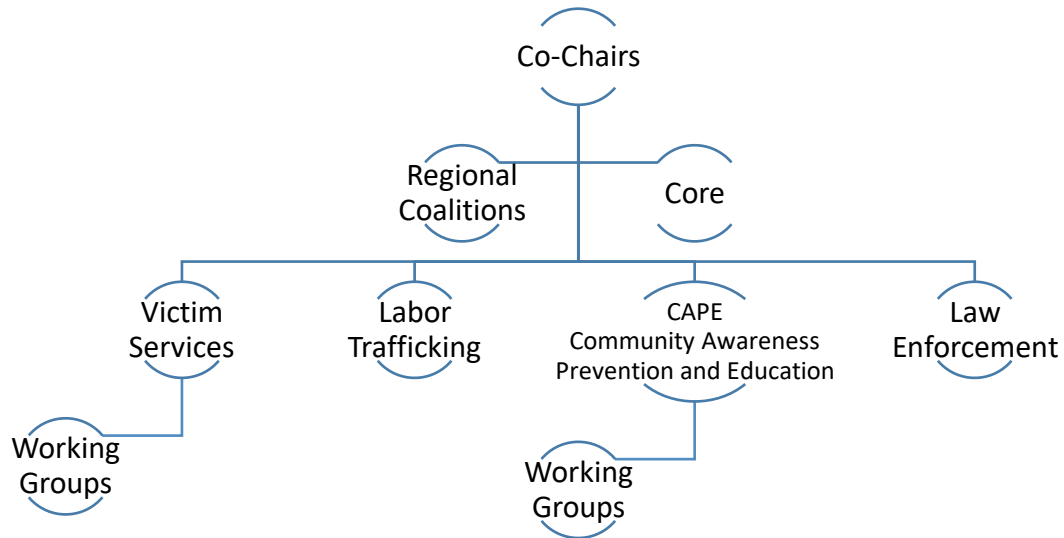 Co-Chairs
Regional
Coalitions
Core
Victim
Services
Labor
Trafficking
CAPE
Community Awareness
Prevention and Education
Law
Enforcement
Working
Groups
Working
Groups